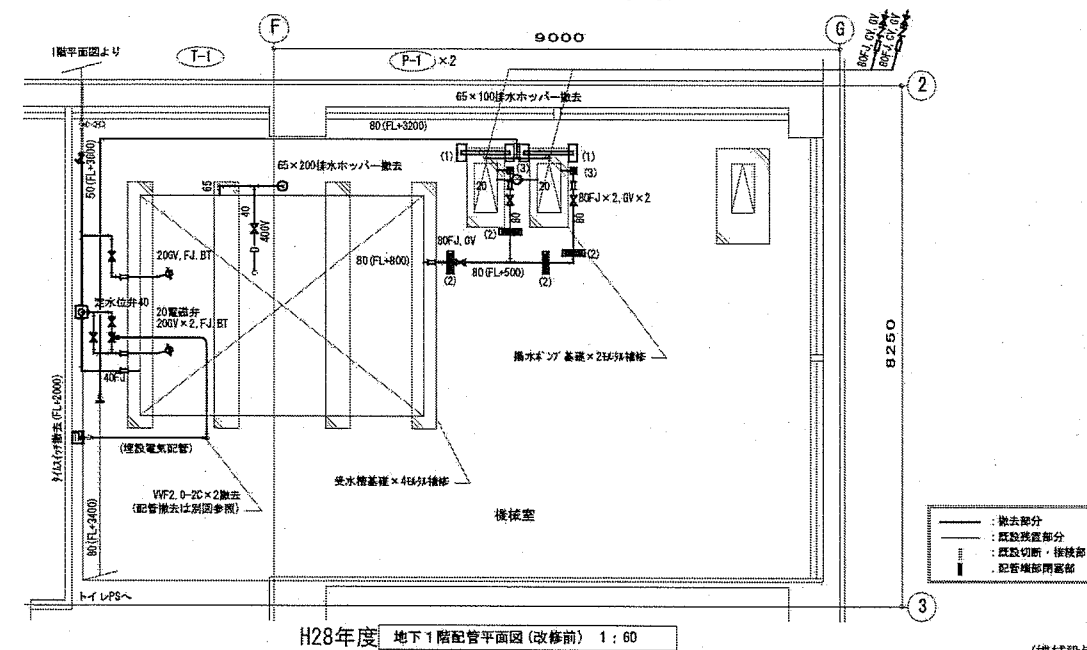 1階平面図より
T-1
F
9000
P-1 ×2
G
80FJ, GV, GV
80FJ, GV, GV
2
65×100排水ホッパー撤去
80(FL+3200)
50(FL+3600)
(1)
(1)
(3)
(3)
65×200排水ホッパー撤去
65
40
40GV
20
20
80FJ×2, GV×2
80
80
(2)
(2)
80FJ, GV
20GV, FJ, BT
80(FL+800)
80(FL+500)
(2)
(2)
定水位弁40
20電磁弁
20GV×2, FJ, BT
8250
揚水ポンプ基礎×2モルタル補修
40FJ
タイムスイッチ撤去(FL+2000)
(埋設電気配管)
受水槽基礎×4モルタル補修
VVF2.0-2C×2撤去
(配管撤去は別図参照)
機械室
80(FL+3400)
:撤去部分
:既設残置部分
:既設切断・接続部
:配管端部閉塞部
トイレPSへ
3
H28年度 地下1階配管平面図(改修前) 1:60